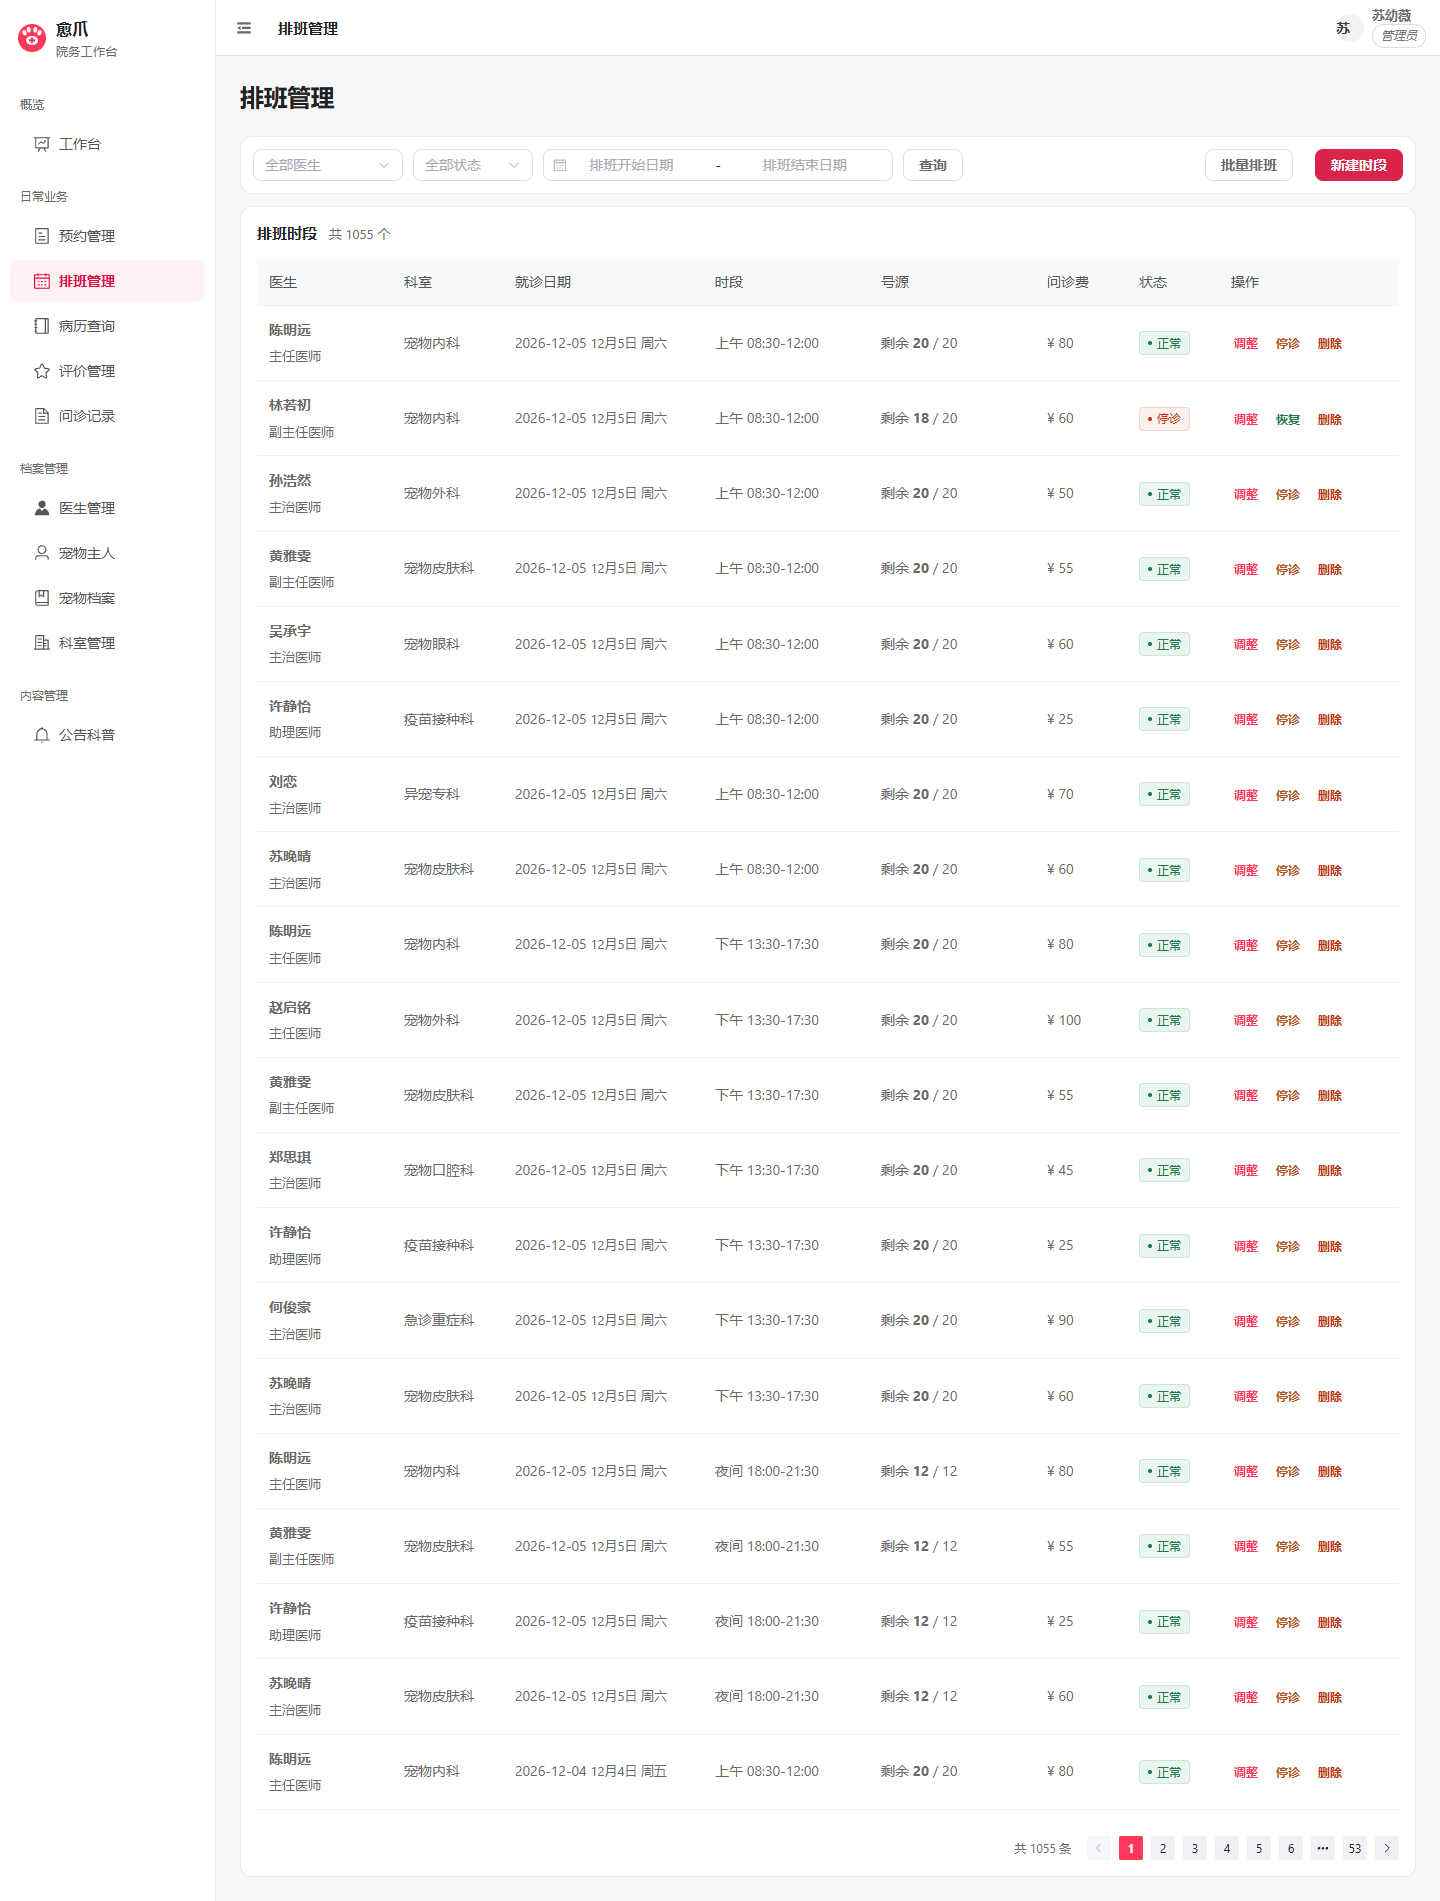 愈爪
院务工作台
概览
工作台
日常业务
预约管理
排班管理
病历查询
评价管理
问诊记录
档案管理
医生管理
宠物主人
宠物档案
科室管理
内容管理
公告科普
排班管理
苏
苏幼薇
管理员
排班管理
全部医生
全部状态
排班开始日期 - 排班结束日期
查询
批量排班
新建时段
排班时段 共 1055 个
医生 科室 就诊日期 时段 号源 问诊费 状态 操作
陈明远
主任医师
宠物内科 2026-12-05 12月5日 周六 上午 08:30-12:00 剩余 20 / 20 ¥ 80 正常 调整 停诊 删除
林若初
副主任医师
宠物内科 2026-12-05 12月5日 周六 上午 08:30-12:00 剩余 18 / 20 ¥ 60 停诊 调整 恢复 删除
孙浩然
主治医师
宠物外科 2026-12-05 12月5日 周六 上午 08:30-12:00 剩余 20 / 20 ¥ 50 正常 调整 停诊 删除
黄雅雯
副主任医师
宠物皮肤科 2026-12-05 12月5日 周六 上午 08:30-12:00 剩余 20 / 20 ¥ 55 正常 调整 停诊 删除
吴承宇
主治医师
宠物眼科 2026-12-05 12月5日 周六 上午 08:30-12:00 剩余 20 / 20 ¥ 60 正常 调整 停诊 删除
许静怡
助理医师
疫苗接种科 2026-12-05 12月5日 周六 上午 08:30-12:00 剩余 20 / 20 ¥ 25 正常 调整 停诊 删除
刘恋
主治医师
异宠专科 2026-12-05 12月5日 周六 上午 08:30-12:00 剩余 20 / 20 ¥ 70 正常 调整 停诊 删除
苏晚晴
主治医师
宠物皮肤科 2026-12-05 12月5日 周六 上午 08:30-12:00 剩余 20 / 20 ¥ 60 正常 调整 停诊 删除
陈明远
主任医师
宠物内科 2026-12-05 12月5日 周六 下午 13:30-17:30 剩余 20 / 20 ¥ 80 正常 调整 停诊 删除
赵启铭
主任医师
宠物外科 2026-12-05 12月5日 周六 下午 13:30-17:30 剩余 20 / 20 ¥ 100 正常 调整 停诊 删除
黄雅雯
副主任医师
宠物皮肤科 2026-12-05 12月5日 周六 下午 13:30-17:30 剩余 20 / 20 ¥ 55 正常 调整 停诊 删除
郑思琪
主治医师
宠物口腔科 2026-12-05 12月5日 周六 下午 13:30-17:30 剩余 20 / 20 ¥ 45 正常 调整 停诊 删除
许静怡
助理医师
疫苗接种科 2026-12-05 12月5日 周六 下午 13:30-17:30 剩余 20 / 20 ¥ 25 正常 调整 停诊 删除
何俊豪
主治医师
急诊重症科 2026-12-05 12月5日 周六 下午 13:30-17:30 剩余 20 / 20 ¥ 90 正常 调整 停诊 删除
苏晚晴
主治医师
宠物皮肤科 2026-12-05 12月5日 周六 下午 13:30-17:30 剩余 20 / 20 ¥ 60 正常 调整 停诊 删除
陈明远
主任医师
宠物内科 2026-12-05 12月5日 周六 夜间 18:00-21:30 剩余 12 / 12 ¥ 80 正常 调整 停诊 删除
黄雅雯
副主任医师
宠物皮肤科 2026-12-05 12月5日 周六 夜间 18:00-21:30 剩余 12 / 12 ¥ 55 正常 调整 停诊 删除
许静怡
助理医师
疫苗接种科 2026-12-05 12月5日 周六 夜间 18:00-21:30 剩余 12 / 12 ¥ 25 正常 调整 停诊 删除
苏晚晴
主治医师
宠物皮肤科 2026-12-05 12月5日 周六 夜间 18:00-21:30 剩余 12 / 12 ¥ 60 正常 调整 停诊 删除
陈明远
主任医师
宠物内科 2026-12-04 12月4日 周五 上午 08:30-12:00 剩余 20 / 20 ¥ 80 正常 调整 停诊 删除
共 1055 条 1 2 3 4 5 6 ••• 53